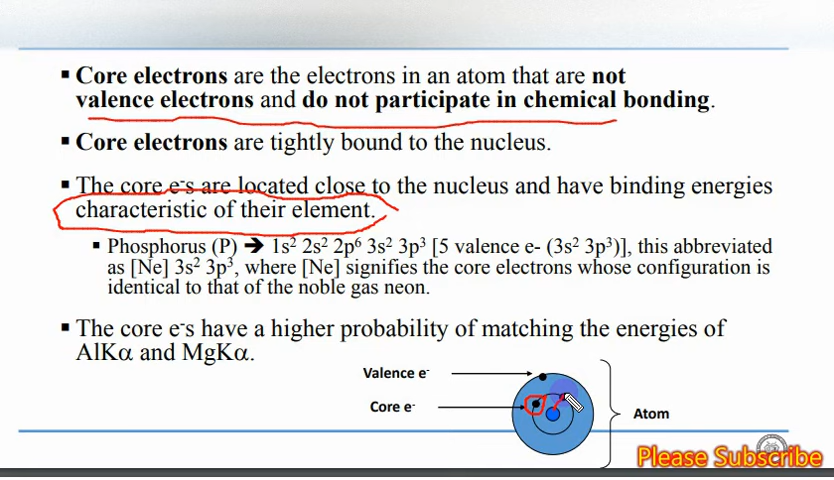 ▪ Core electrons are the electrons in an atom that are not
valence electrons and do not participate in chemical bonding.
▪ Core electrons are tightly bound to the nucleus.
▪ The core e⁻s are located close to the nucleus and have binding energies
characteristic of their element.
▪ Phosphorus (P) ➔ 1s² 2s² 2p⁶ 3s² 3p³ [5 valence e- (3s² 3p³)], this abbreviated
as [Ne] 3s² 3p³, where [Ne] signifies the core electrons whose configuration is
identical to that of the noble gas neon.
▪ The core e⁻s have a higher probability of matching the energies of
AlKα and MgKα.
Valence e⁻
Core e⁻
Atom
Please Subscribe